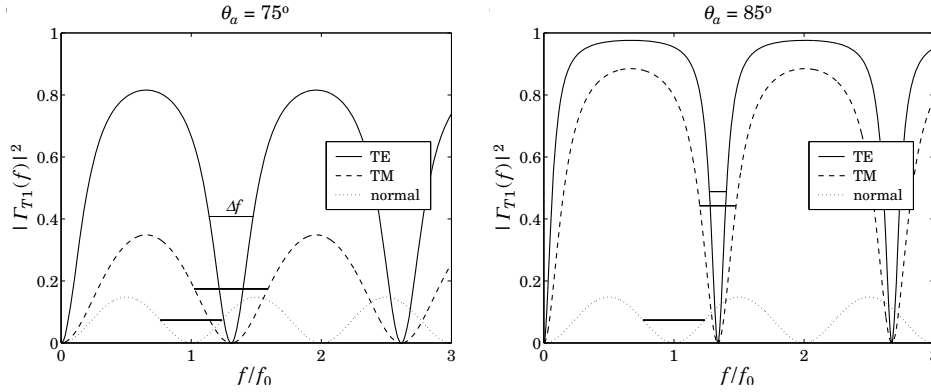 θa = 75º
| ΓT1(f) | ²
1
0.8
0.6
0.4
0.2
0
0
1
2
3
f/f0
Δf
TE
TM
normal
θa = 85º
| ΓT1(f) | ²
1
0.8
0.6
0.4
0.2
0
0
1
2
3
f/f0
TE
TM
normal